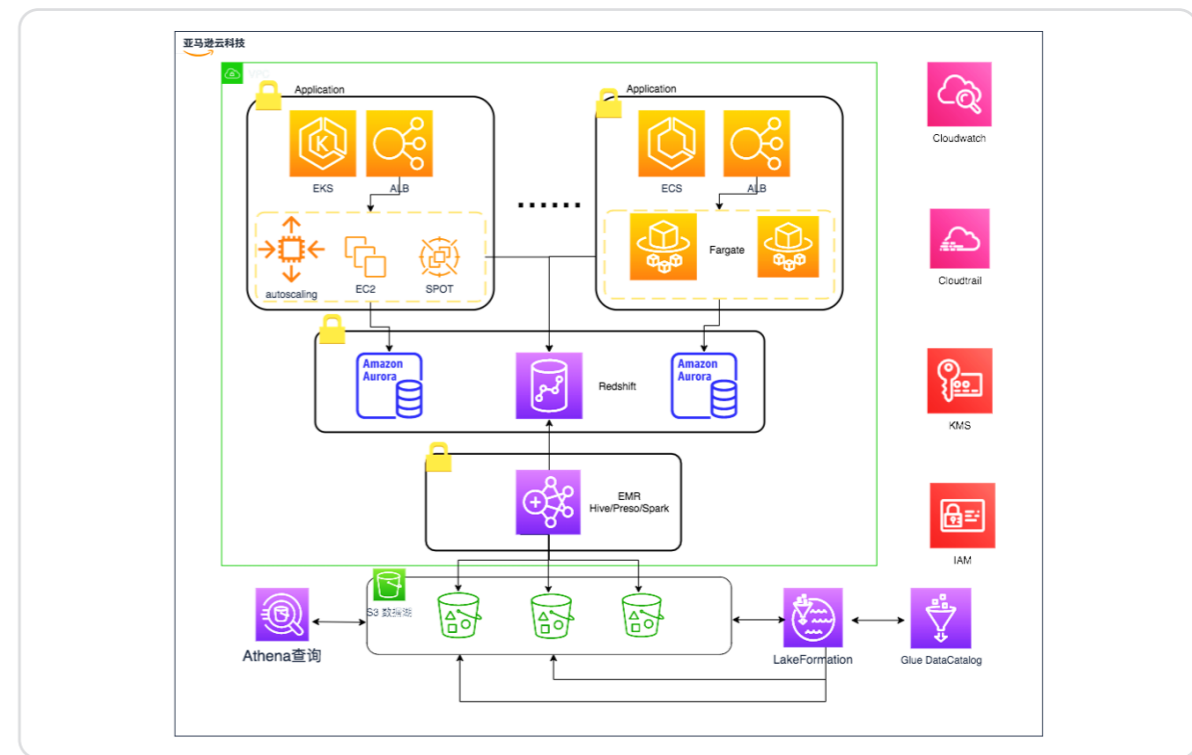 亚马逊云科技
VPC
Application
Application
EKS
ALB
ECS
ALB
......
autoscaling
EC2
SPOT
Fargate
Amazon
Aurora
Redshift
Amazon
Aurora
EMR
Hive/Preso/Spark
S3 数据湖
Athena查询
LakeFormation
Glue DataCatalog
Cloudwatch
Cloudtrail
KMS
IAM